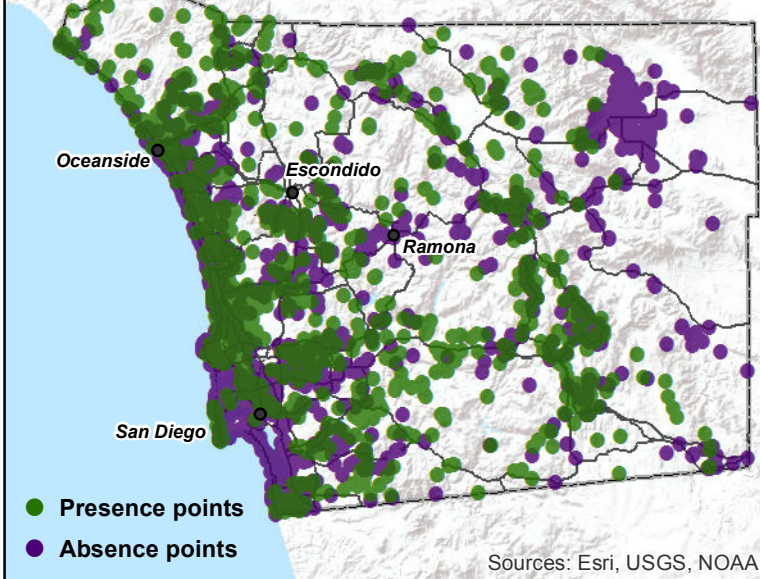 Oceanside
Escondido
Ramona
San Diego
Presence points
Absence points
Sources: Esri, USGS, NOAA